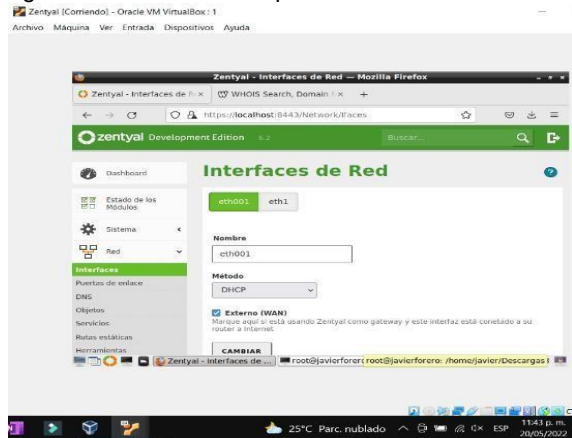 Zentyal [Corriendo] - Oracle VM VirtualBox : 1
Archivo Máquina Ver Entrada Dispositivos Ayuda
Zentyal - Interfaces de Red — Mozilla Firefox
Zentyal - Interfaces de R
WHOIS Search, Domain
https://localhost:8443/Network/Ifaces
zentyal Development Edition 6.2
Buscar...
Dashboard
Interfaces de Red
Estado de los
Módulos
eth001 eth1
Sistema
Nombre
Red
eth001
Interfaces
Método
Puertas de enlace
DHCP
DNS
Objetos
Externo (WAN)
Servicios
Marque aquí si está usando Zentyal como gateway y este interfaz está conetado a su
router a Internet.
Rutas estáticas
Herramientas
CAMBIAR
Zentyal - Interfaces de ... root@javierforero root@javierforero: /home/javier/Descargas
25°C Parc. nublado ESP 11:43 p. m.
20/05/2022